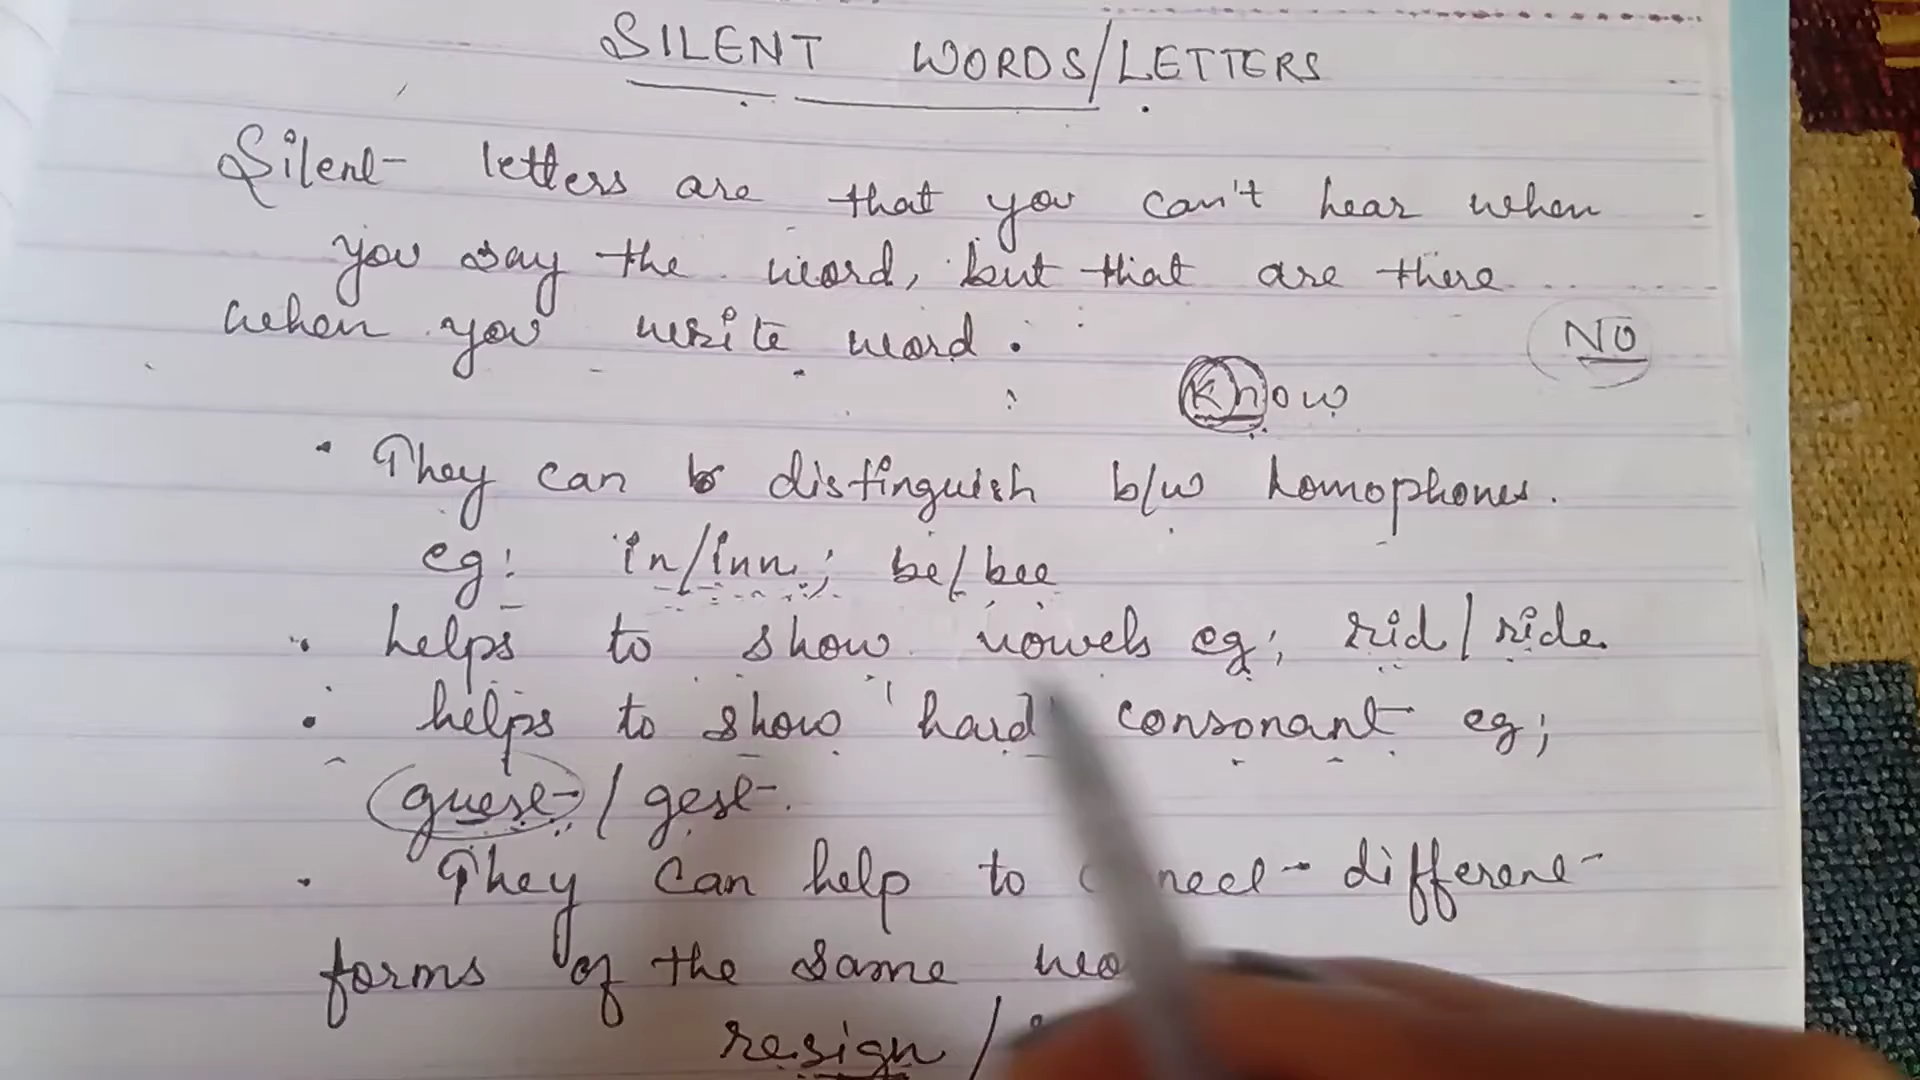 SILENT WORDS/LETTERS
Silent letters are that you can't hear when
you say the word, but that are there
when you write word.
NO
Know
• They can distinguish b/w homophones.
eg: in/inn; be/bee
• helps to show vowels eg; rid/ride
• helps to show 'hard' consonant eg;
guest/gest.
• They can help to different
forms of the same
resign/